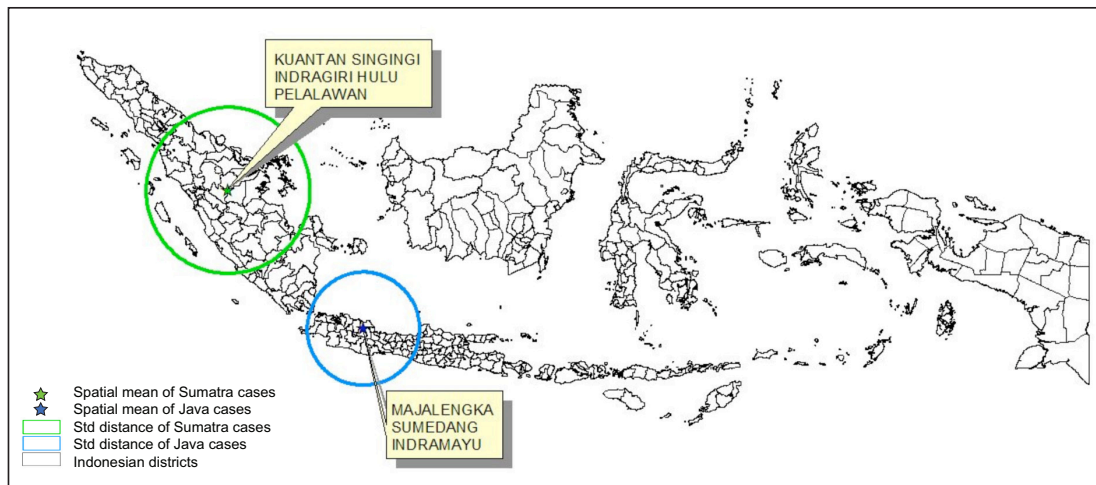 KUANTAN SINGINGI
INDRAGIRI HULU
PELALAWAN
MAJALENGKA
SUMEDANG
INDRAMAYU
Spatial mean of Sumatra cases
Spatial mean of Java cases
Std distance of Sumatra cases
Std distance of Java cases
Indonesian districts